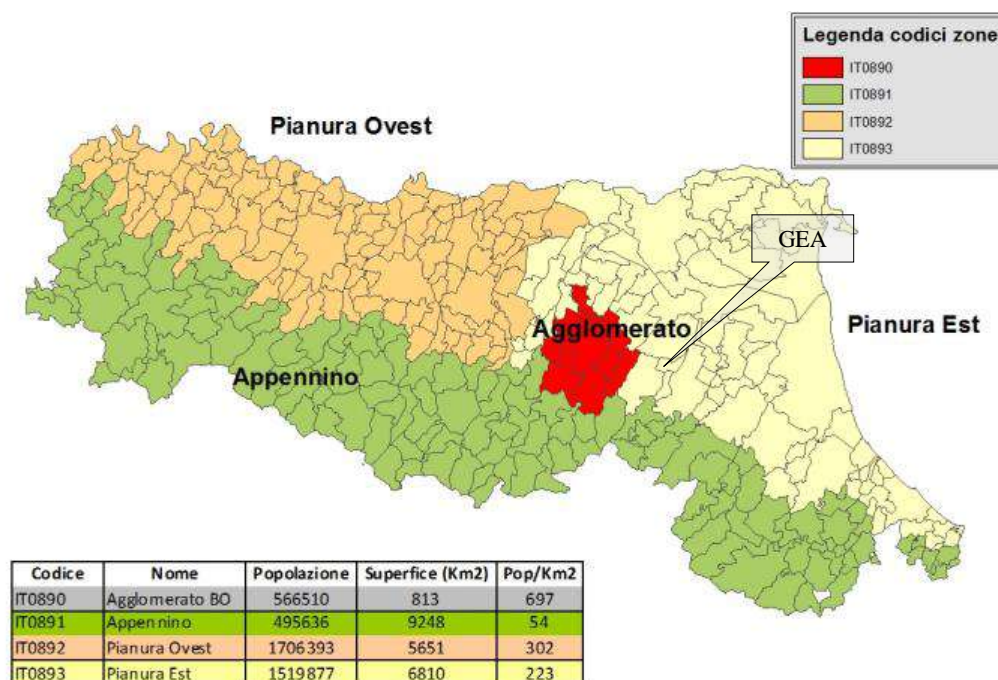 Legenda codici zone
IT0890
IT0891
IT0892
IT0893
Pianura Ovest
GEA
Agglomerato
Pianura Est
Appennino
Codice Nome Popolazione Superfice (Km2) Pop/Km2
IT0890 Agglomerato BO 566510 813 697
IT0891 Appennino 495636 9248 54
IT0892 Pianura Ovest 1706393 5651 302
IT0893 Pianura Est 1519877 6810 223